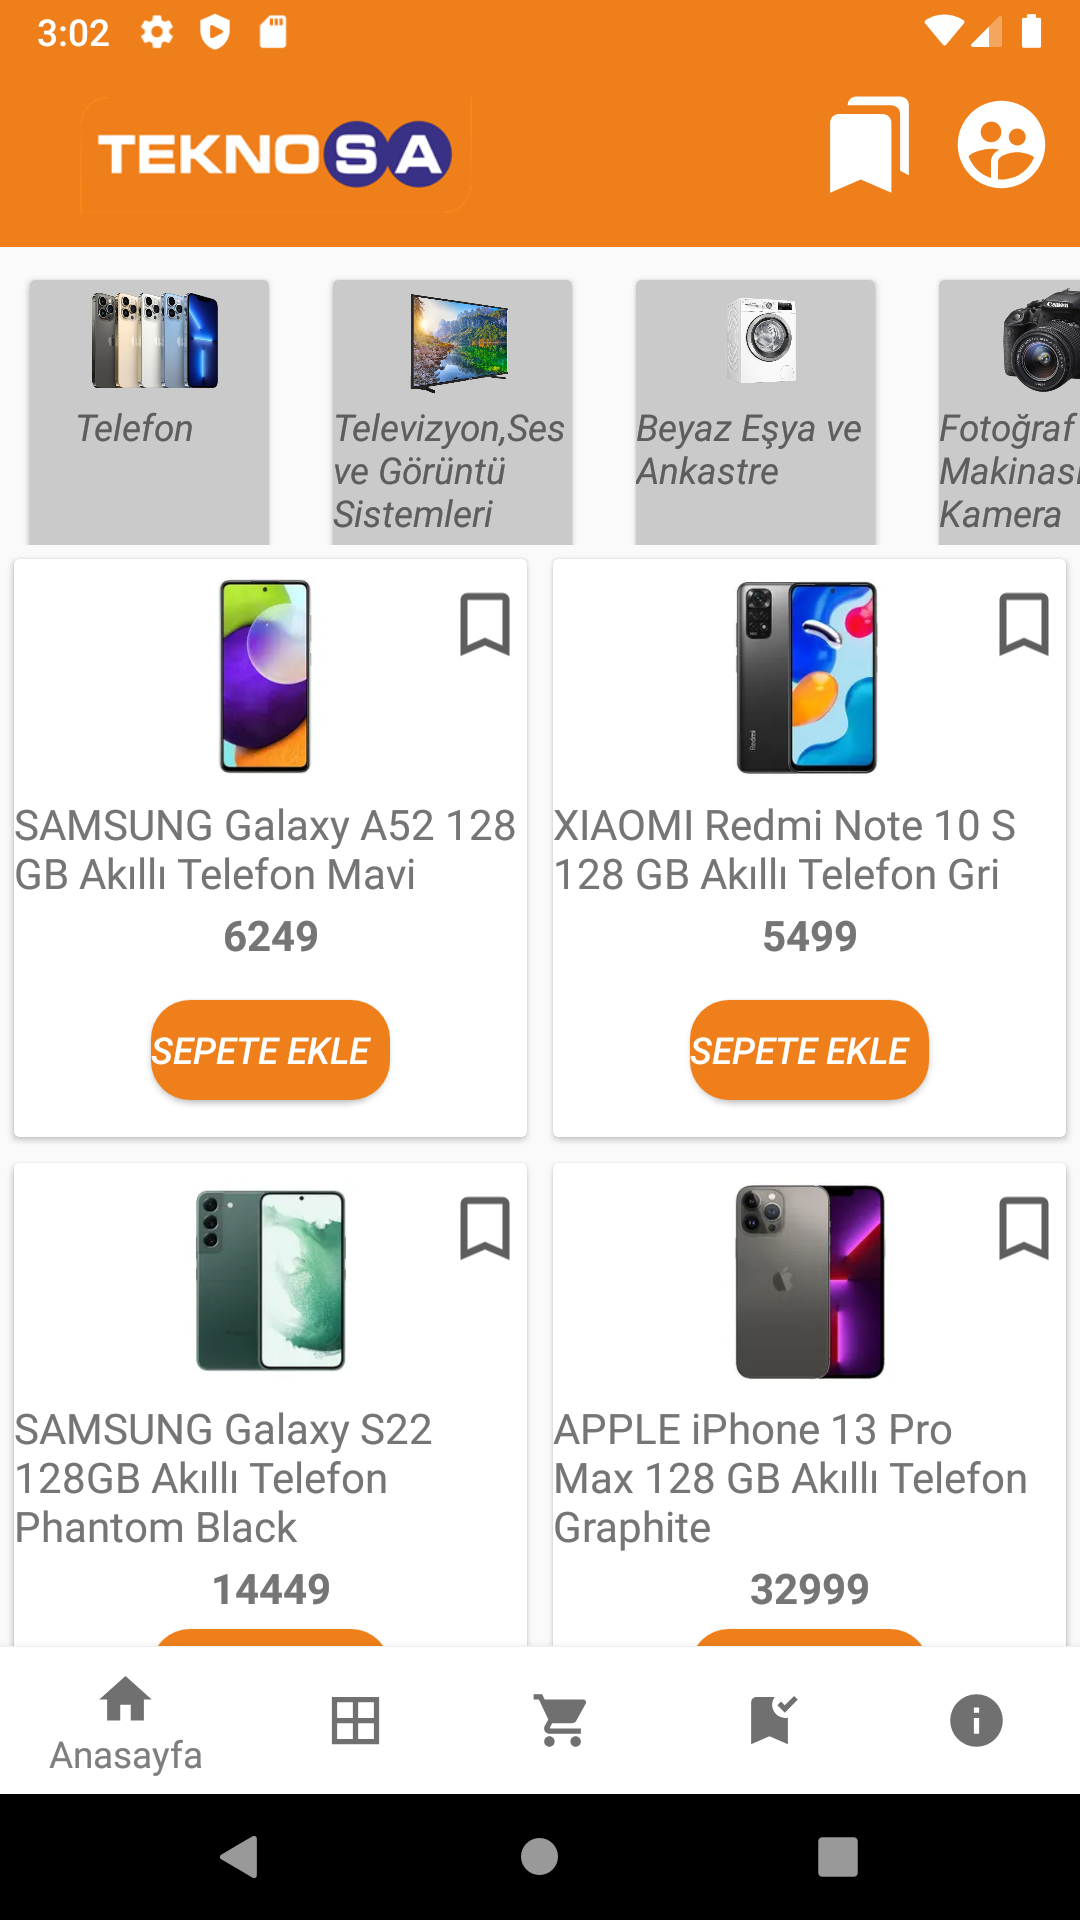 3:02
TEKNOSA
Telefon
Televizyon,Ses
ve Görüntü
Sistemleri
Beyaz Eşya ve
Ankastre
Fotoğraf
Makinası
Kamera
SAMSUNG Galaxy A52 128
GB Akıllı Telefon Mavi
6249
SEPETE EKLE
XIAOMI Redmi Note 10 S
128 GB Akıllı Telefon Gri
5499
SEPETE EKLE
SAMSUNG Galaxy S22
128GB Akıllı Telefon
Phantom Black
14449
APPLE iPhone 13 Pro
Max 128 GB Akıllı Telefon
Graphite
32999
Anasayfa